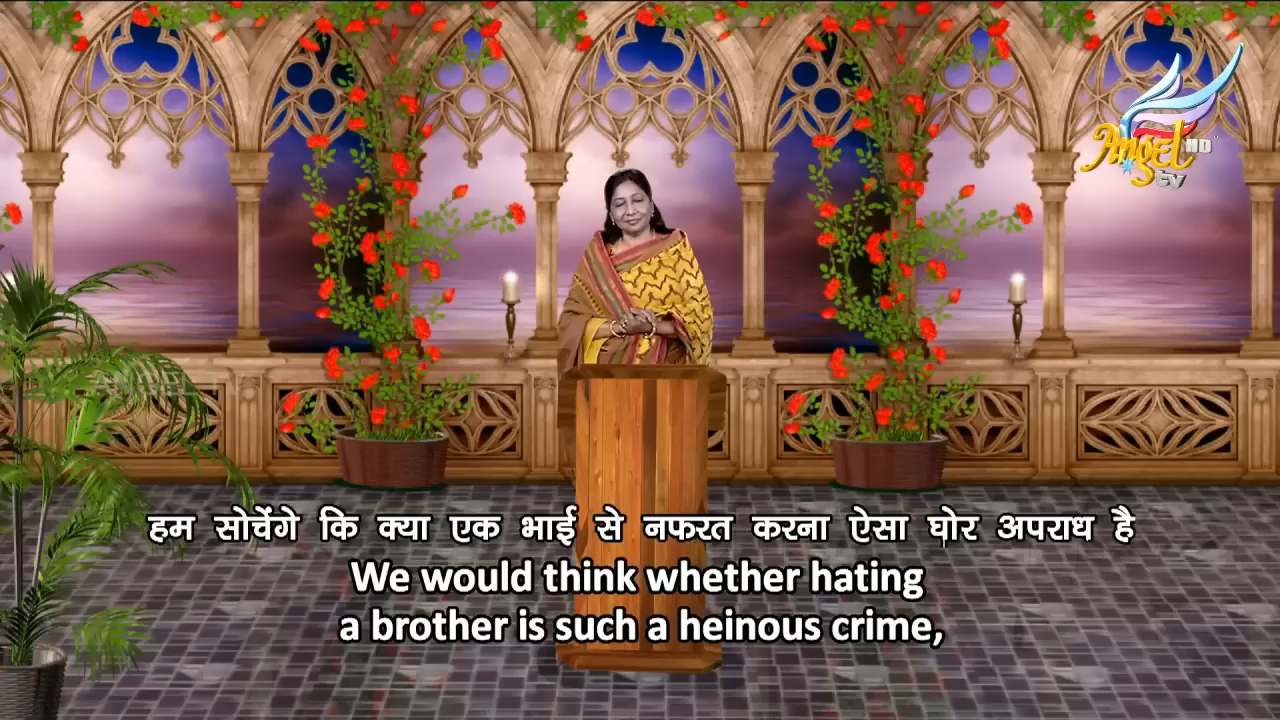 Angel HD
tv
हम सोचेंगे कि क्या एक भाई से नफरत करना ऐसा घोर अपराध है
We would think whether hating
a brother is such a heinous crime,